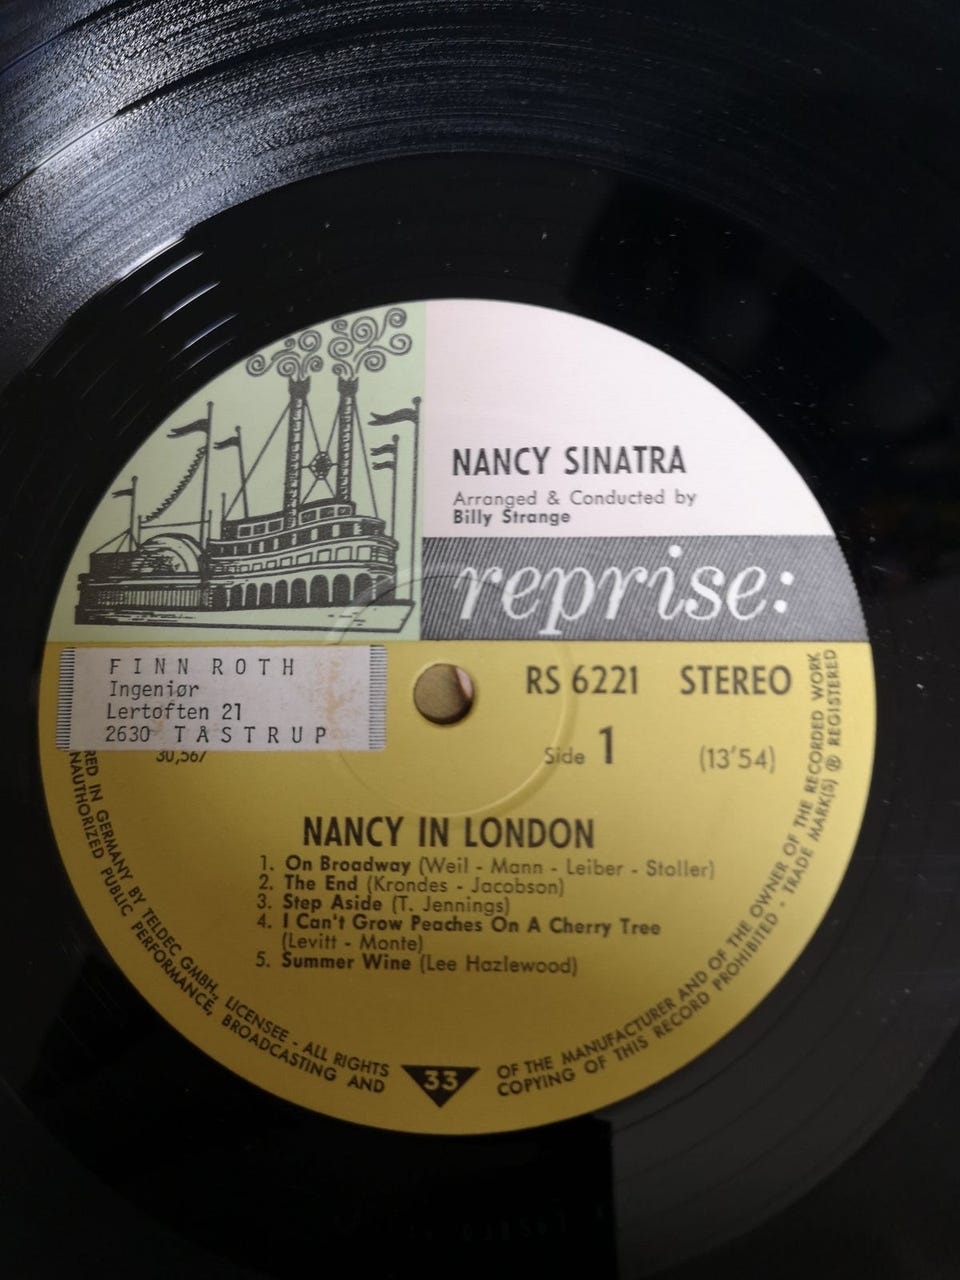 NANCY SINATRA
Arranged & Conducted by
Billy Strange
reprise:
FINN ROTH
Ingeniør
Lertoften 21
2630 TÅSTRUP
30,567
RS 6221 STEREO
Side 1 (13'54)
NANCY IN LONDON
1. On Broadway (Weil - Mann - Leiber - Stoller)
2. The End (Krondes - Jacobson)
3. Step Aside (T. Jennings)
4. I Can't Grow Peaches On A Cherry Tree
(Levitt - Monte)
5. Summer Wine (Lee Hazlewood)
IN GERMANY BY TELDEC GMBH., LICENSEE - ALL RIGHTS OF THE MANUFACTURER AND OF THE OWNER OF THE RECORDED WORK
PUBLIC PERFORMANCE, BROADCASTING AND COPYING OF THIS RECORD PROHIBITED - TRADE MARK(S) ® REGISTERED
33